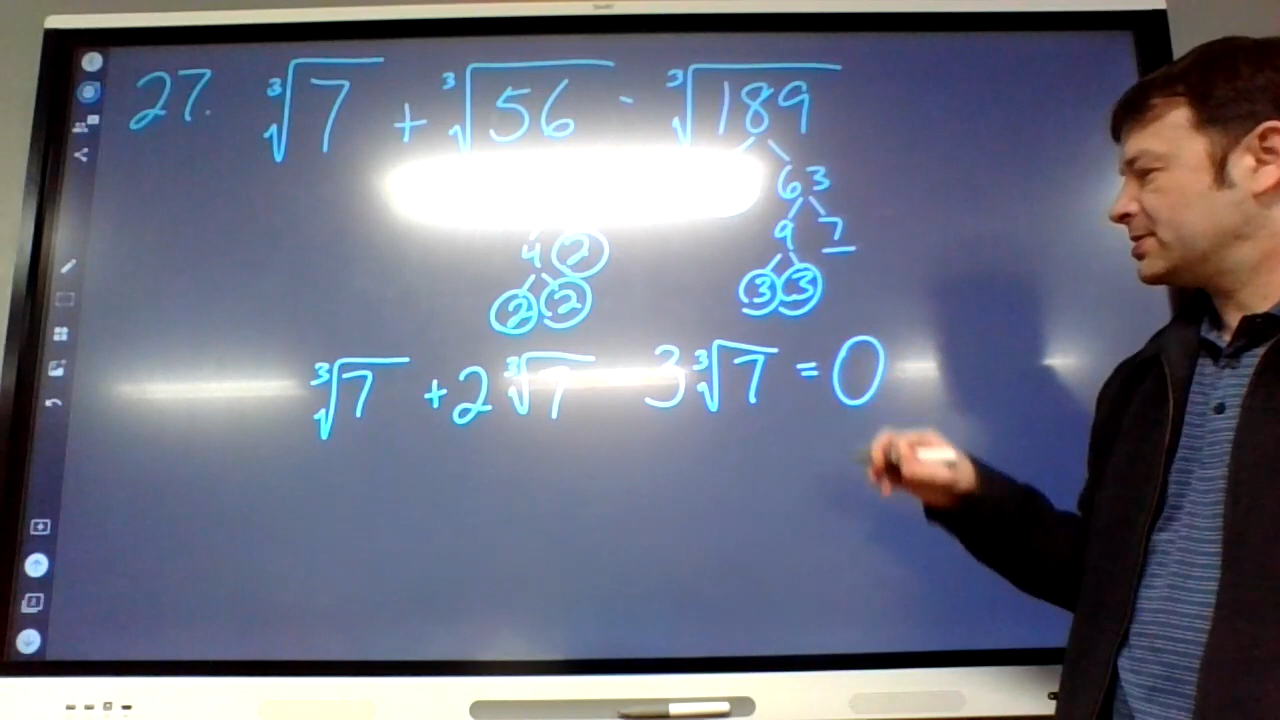 27. ∛7 + ∛56 - ∛189
63
4 2 9 7
2 2 3 3
∛7 + 2 ∛7 3 ∛7 = 0